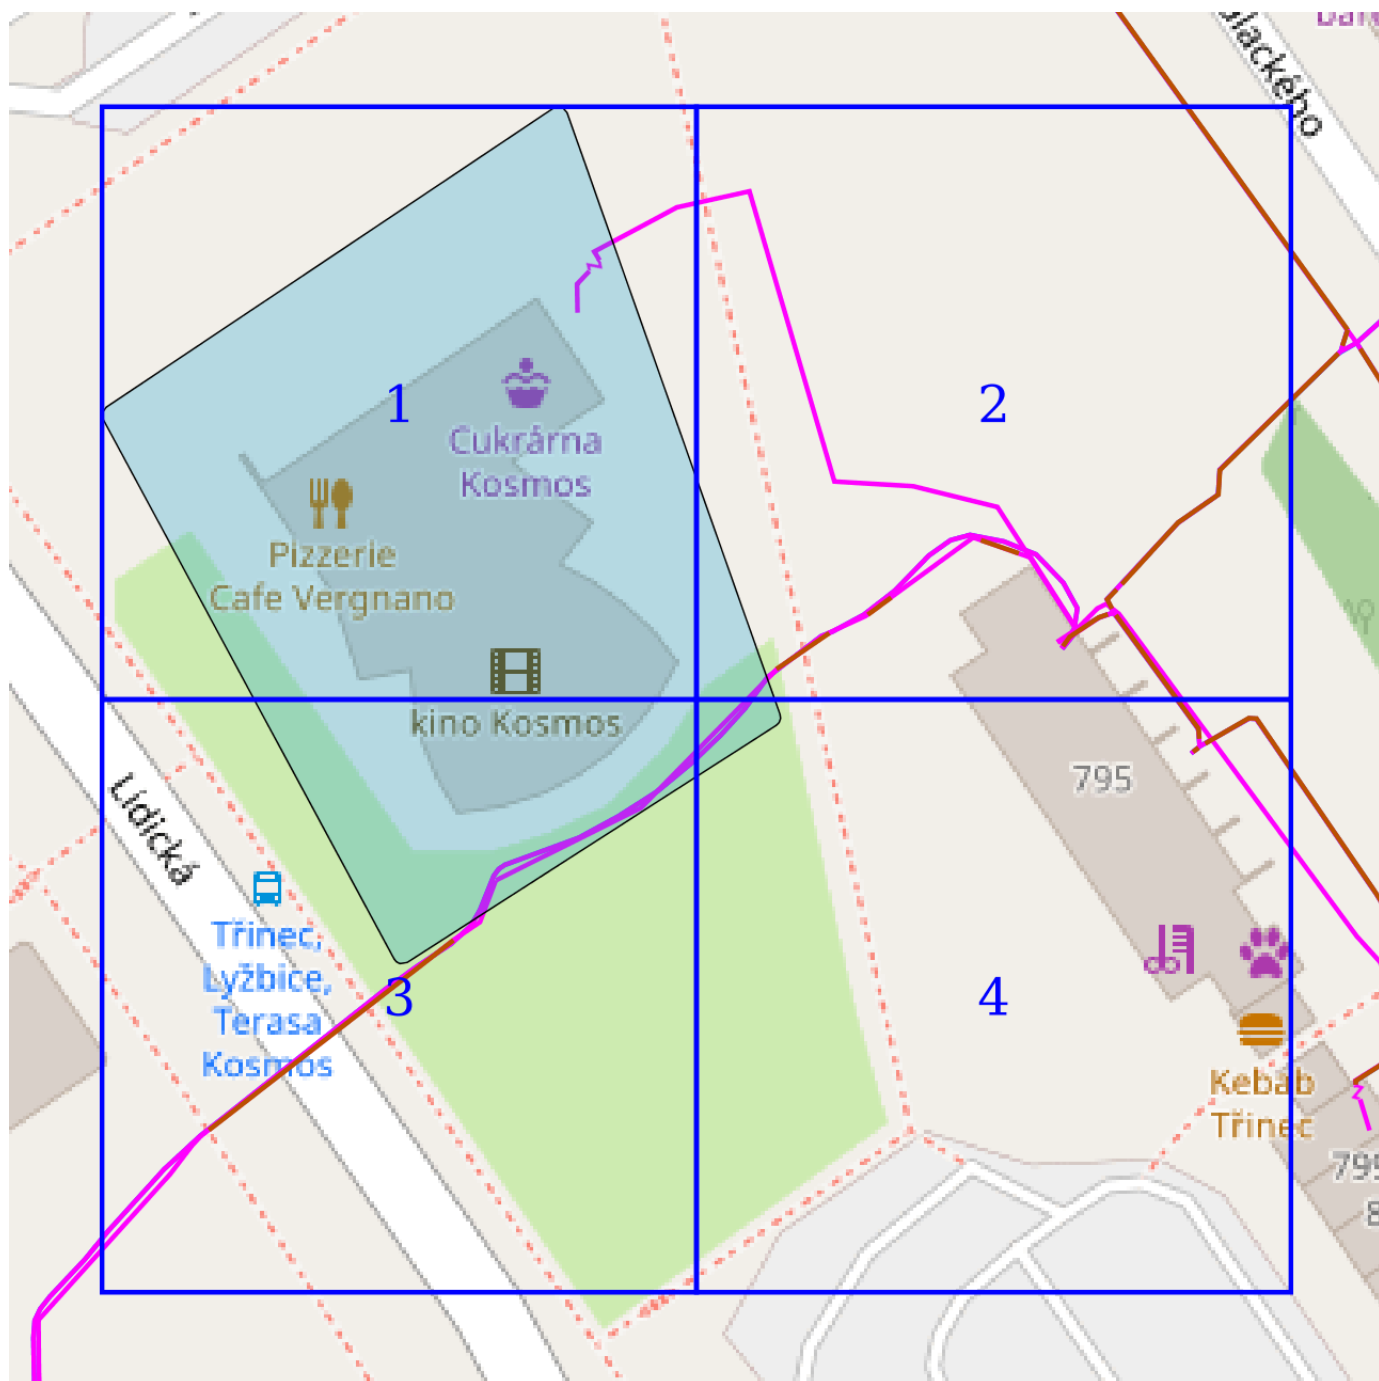 1
2
Cukrárna
Kosmos
Pizzerie
Cafe Vergnano
kino Kosmos
795
Lidická
Třinec,
Lyžbice,
Terasa
Kosmos
3
4
Kebab
Třinec